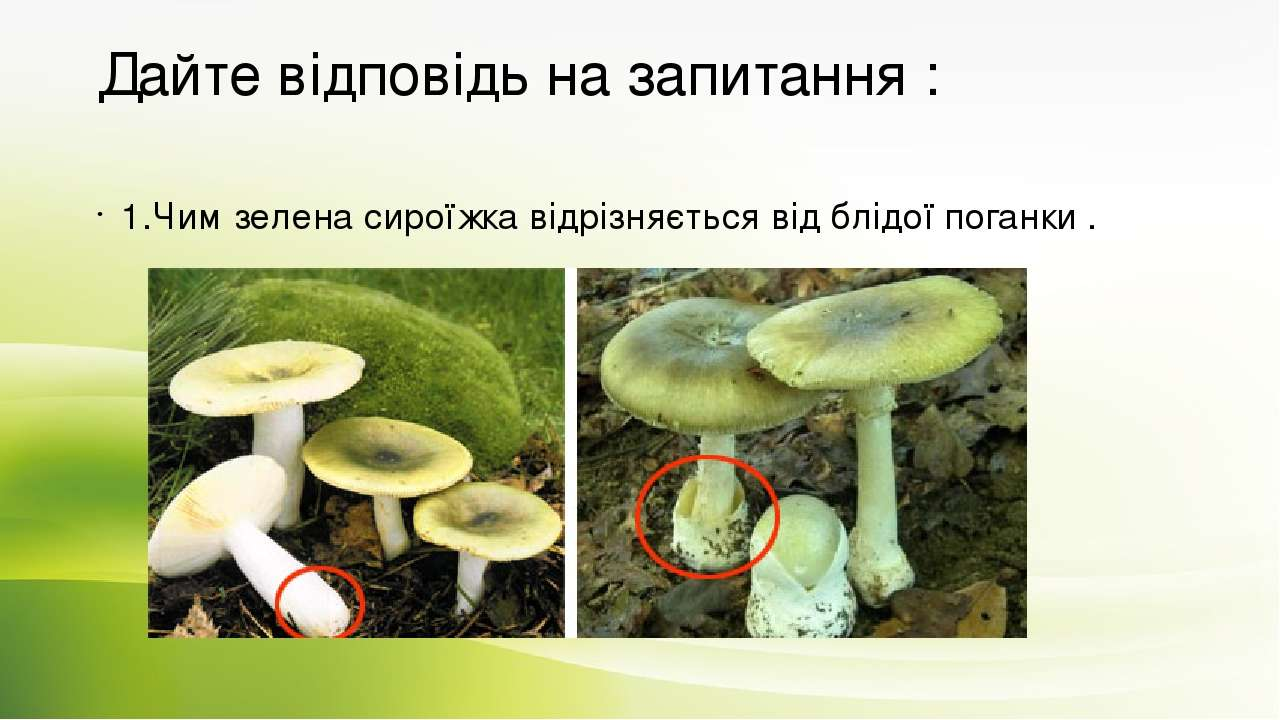 Дайте відповідь на запитання :
1.Чим зелена сироїжка відрізняється від блідої поганки .